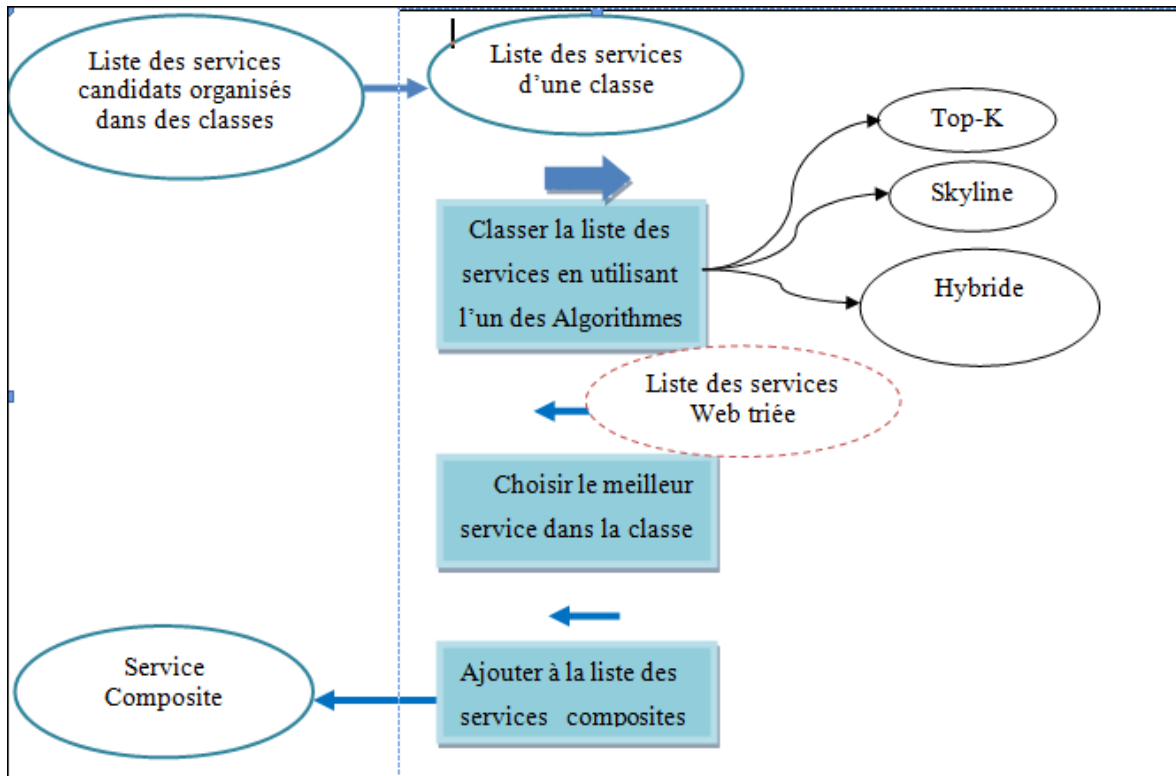 Liste des services
candidats organisés
dans des classes
Liste des services
d’une classe
Top-K
Skyline
Hybride
Classer la liste des
services en utilisant
l’un des Algorithmes
Liste des services
Web triée
Choisir le meilleur
service dans la classe
Ajouter à la liste des
services composites
Service
Composite